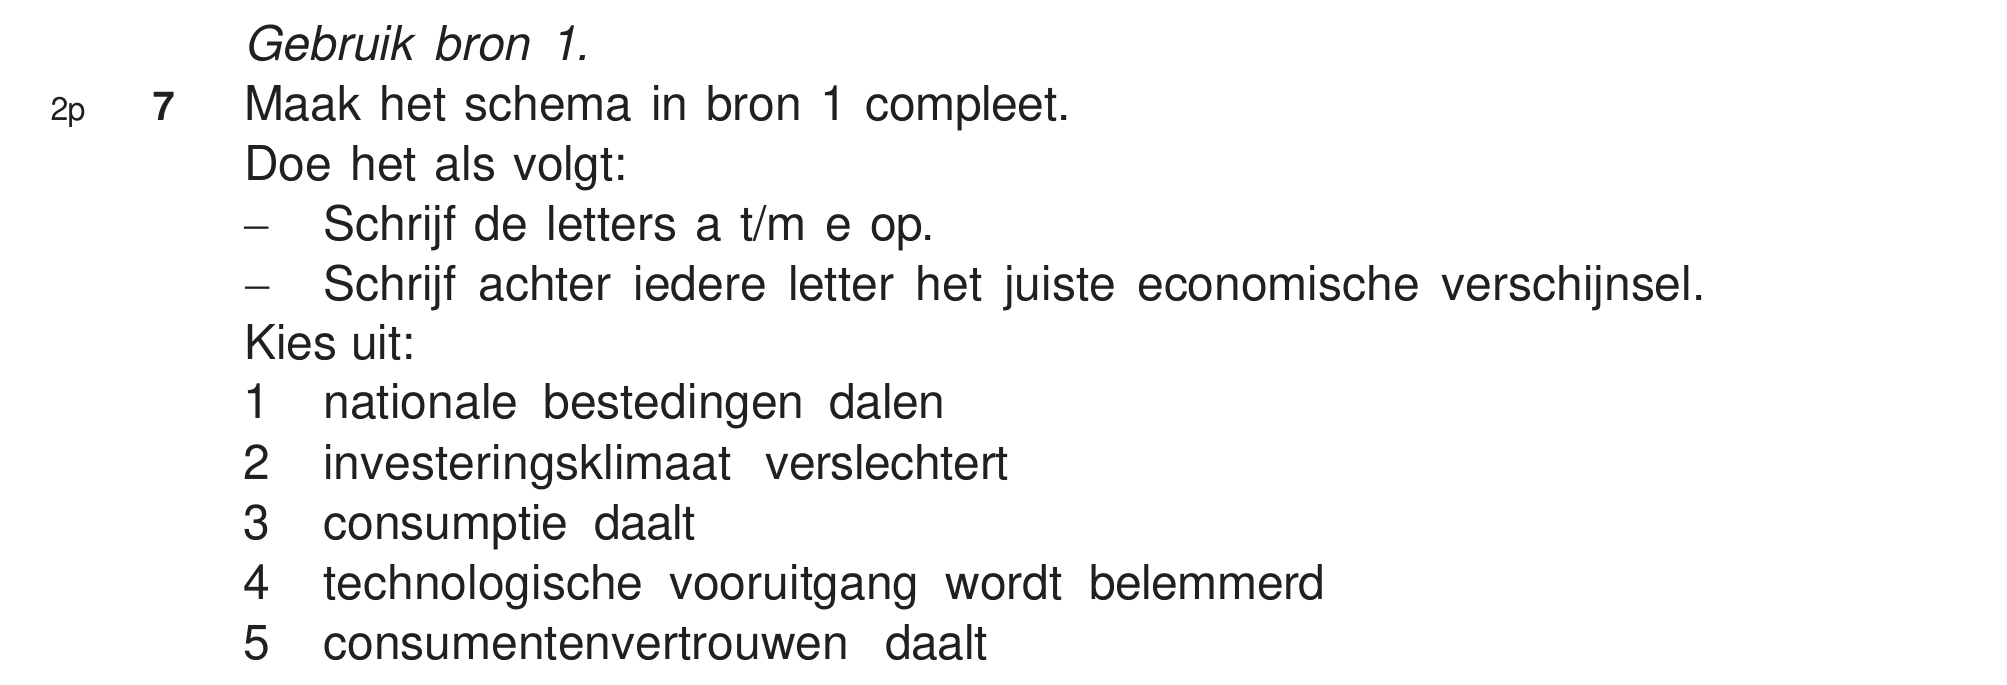 Gebruik bron 1.
2p 7 Maak het schema in bron 1 compleet.
Doe het als volgt:
– Schrijf de letters a t/m e op.
– Schrijf achter iedere letter het juiste economische verschijnsel.
Kies uit:
1 nationale bestedingen dalen
2 investeringsklimaat verslechtert
3 consumptie daalt
4 technologische vooruitgang wordt belemmerd
5 consumentenvertrouwen daalt